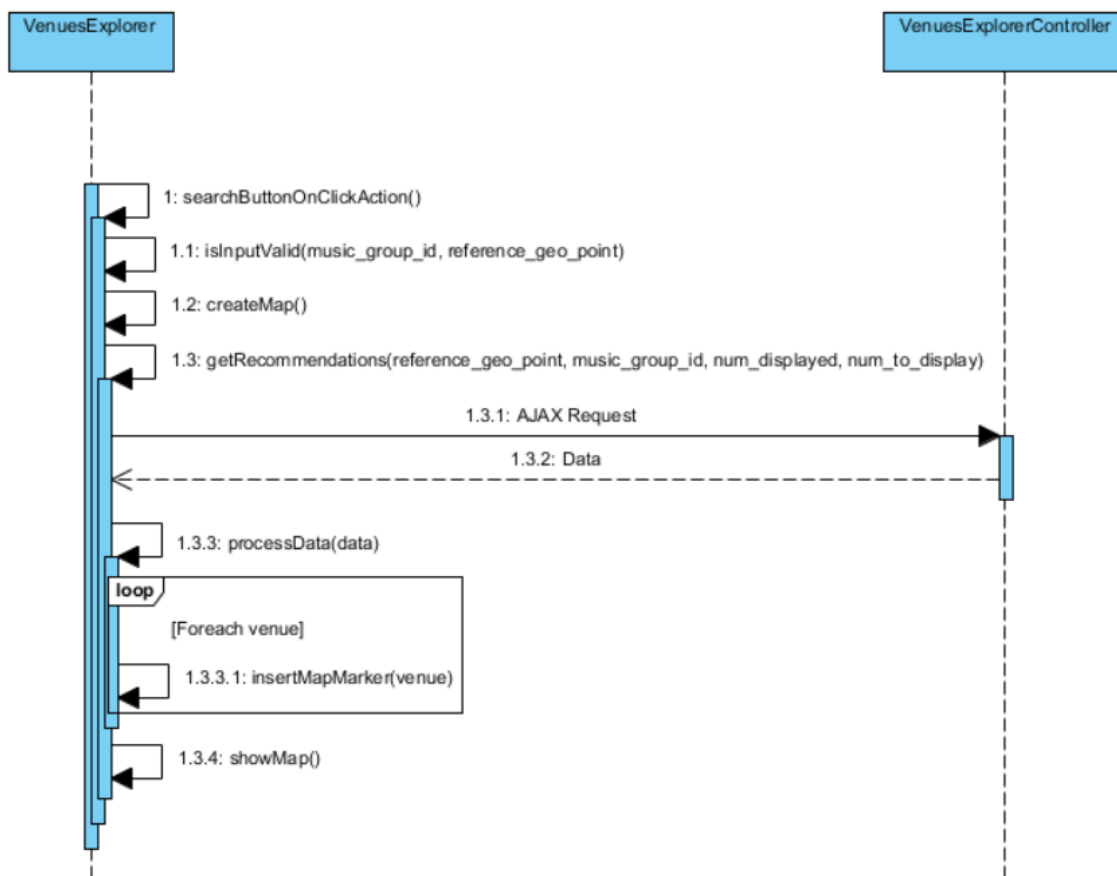 VenuesExplorer
VenuesExplorerController
1: searchButtonOnClickAction()
1.1: isInputValid(music_group_id, reference_geo_point)
1.2: createMap()
1.3: getRecommendations(reference_geo_point, music_group_id, num_displayed, num_to_display)
1.3.1: AJAX Request
1.3.2: Data
1.3.3: processData(data)
loop
[Foreach venue]
1.3.3.1: insertMapMarker(venue)
1.3.4: showMap()